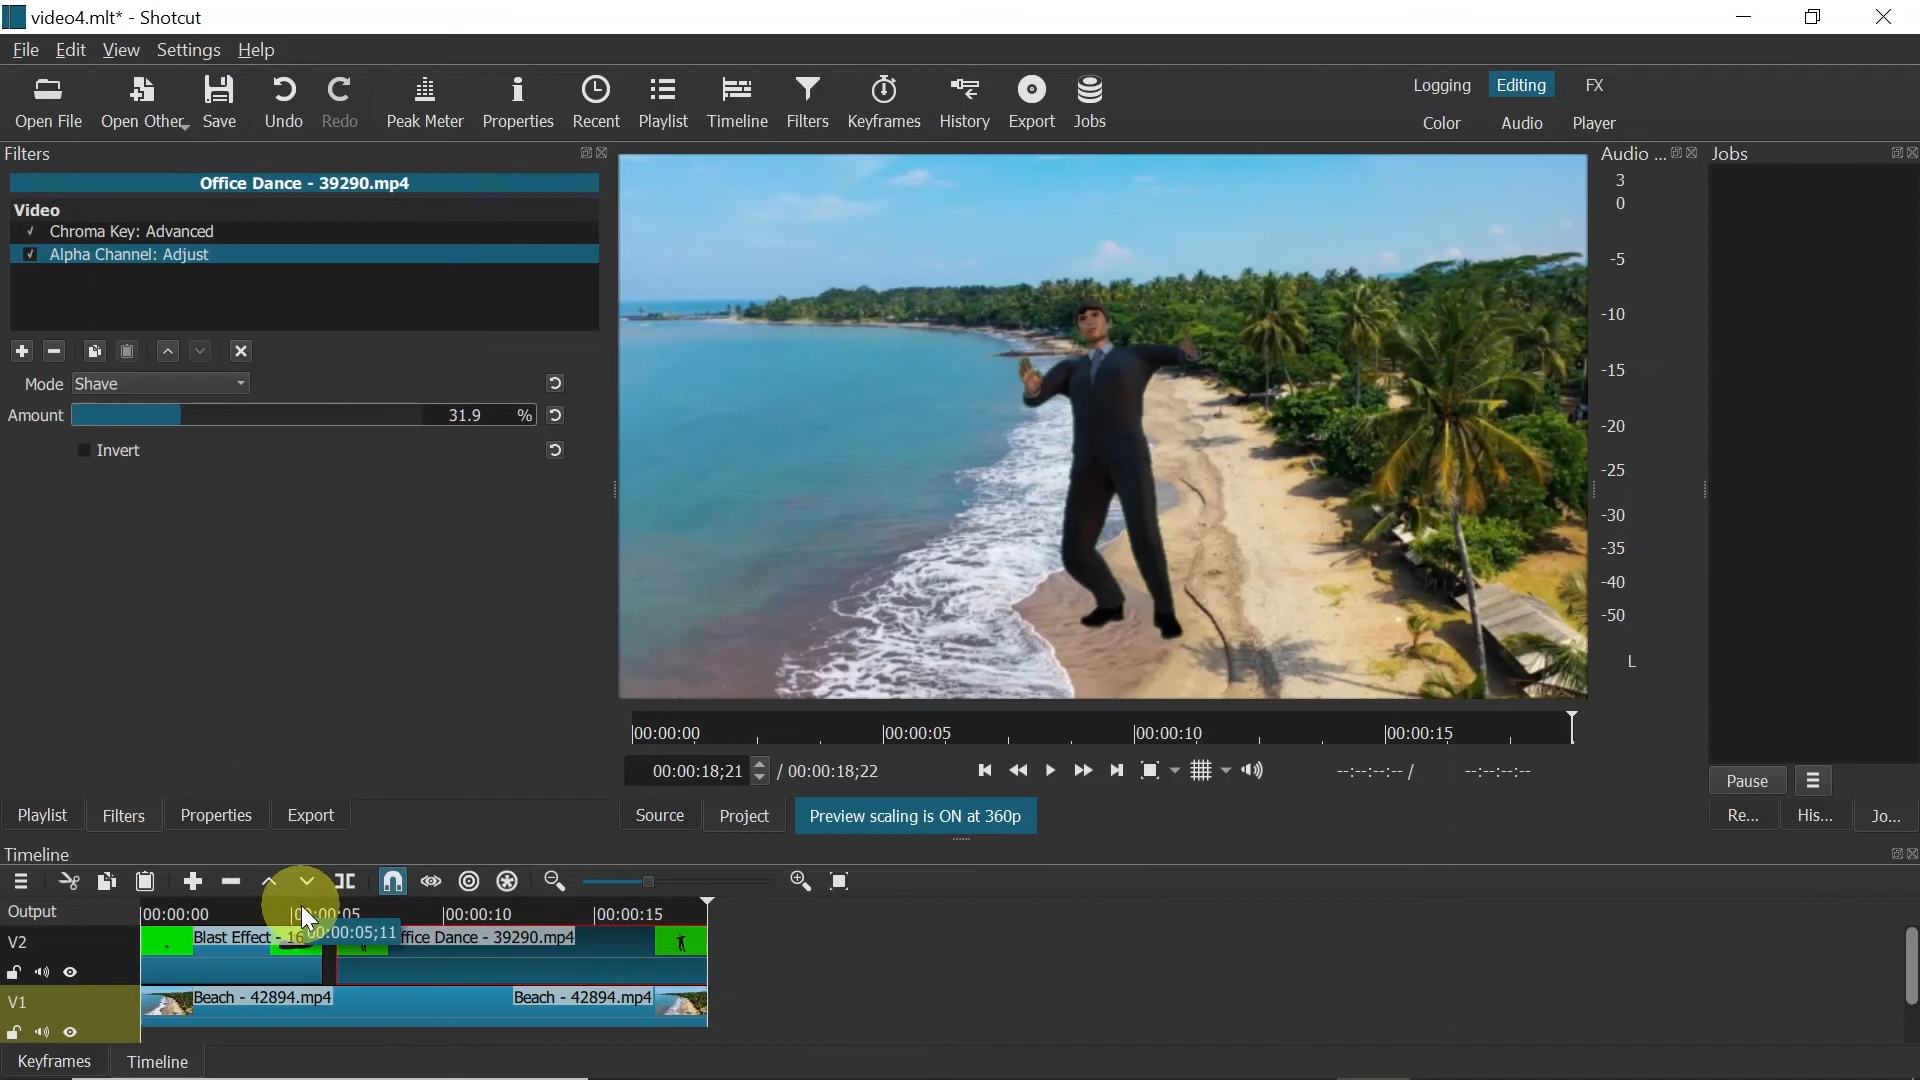 video4.mlt* - Shotcut
File Edit View Settings Help
Open File Open Other Save Undo Redo Peak Meter Properties Recent Playlist Timeline Filters Keyframes History Export Jobs
Logging Editing FX
Color Audio Player
Filters
Office Dance - 39290.mp4
Video
Chroma Key: Advanced
Alpha Channel: Adjust
Mode Shave
Amount 31.9 %
Invert
Audio ...
3
0
-5
-10
-15
-20
-25
-30
-35
-40
-50
L
Jobs
00:00:00 00:00:05 00:00:10 00:00:15
00:00:18;21 / 00:00:18;22
--:--:--:-- / --:--:--:--
Pause
Playlist Filters Properties Export
Source Project Preview scaling is ON at 360p
Re... His... Jo...
Timeline
Output
00:00:00 00:00:05 00:00:10 00:00:15
00:00:05;11
V2
Blast Effect - 16 ffice Dance - 39290.mp4
V1
Beach - 42894.mp4 Beach - 42894.mp4
Keyframes Timeline